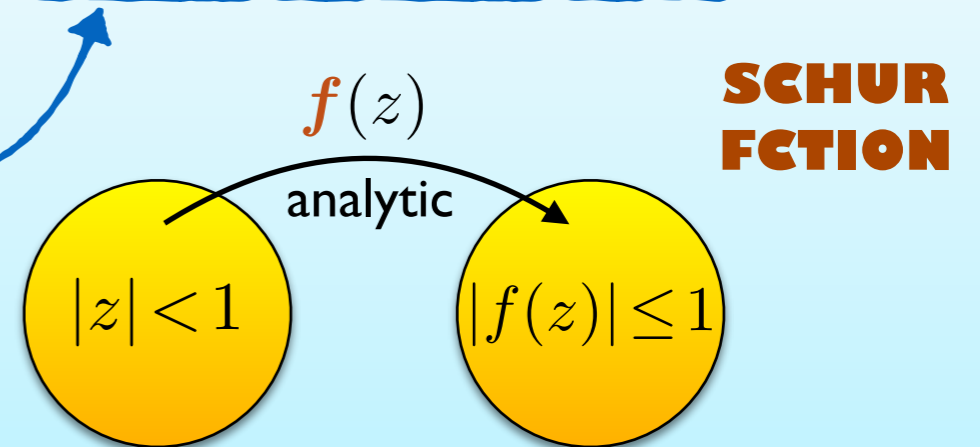 f(z)
SCHUR
FCTION
analytic
|z| < 1
|f(z)| ≤ 1